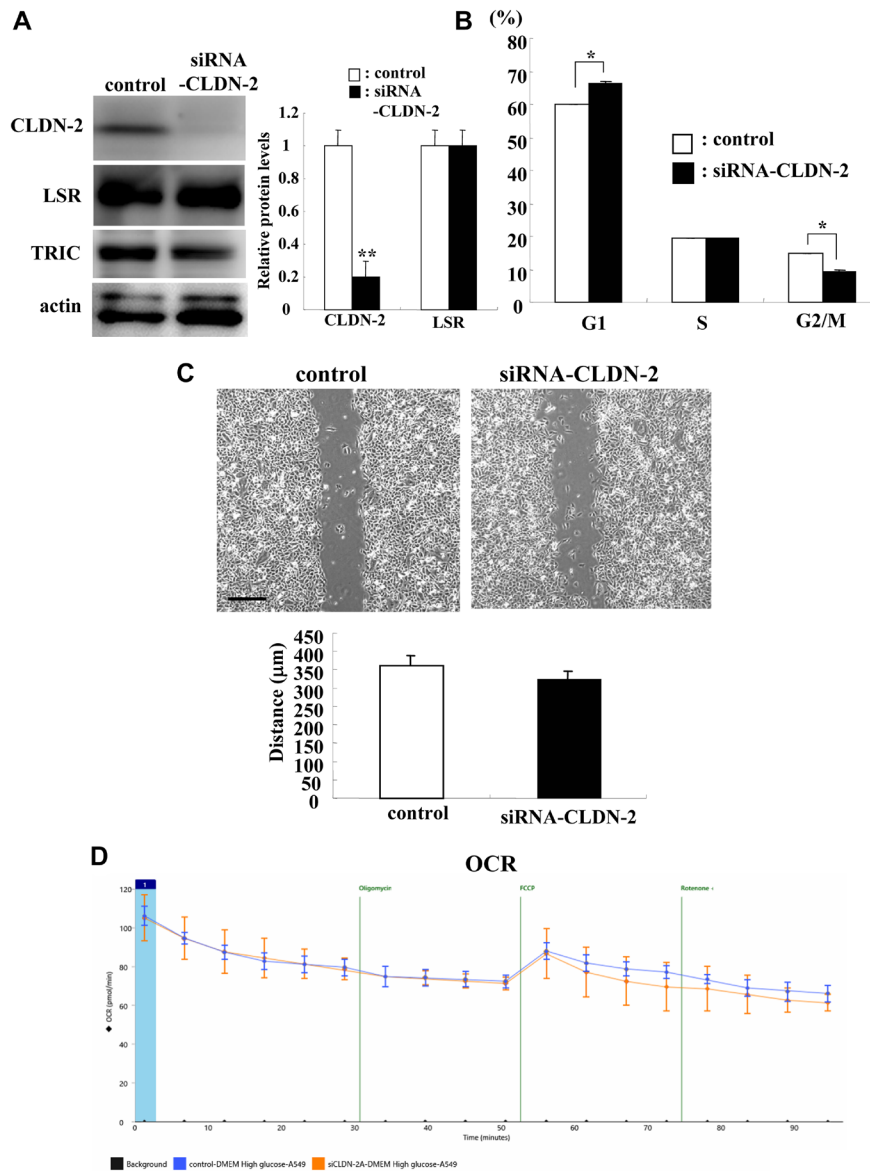 A
siRNA
control -CLDN-2
CLDN-2
LSR
TRIC
actin
: control
: siRNA
-CLDN-2
Relative protein levels
1.2
1
0.8
0.6
0.4
0.2
0
**
CLDN-2 LSR
B (%)
80
70
60
50
40
30
20
10
0
*
*
: control
: siRNA-CLDN-2
G1 S G2/M
C
control siRNA-CLDN-2
Distance (μm)
450
400
350
300
250
200
150
100
50
0
control siRNA-CLDN-2
D OCR
1
Oligomycin
FCCP
Rotenone +
OCR (pmol/min)
120
100
80
60
40
20
0
0 10 20 30 40 50 60 70 80 90
Time (minutes)
Background control-DMEM High glucose-A549 siCLDN-2A-DMEM High glucose-A549